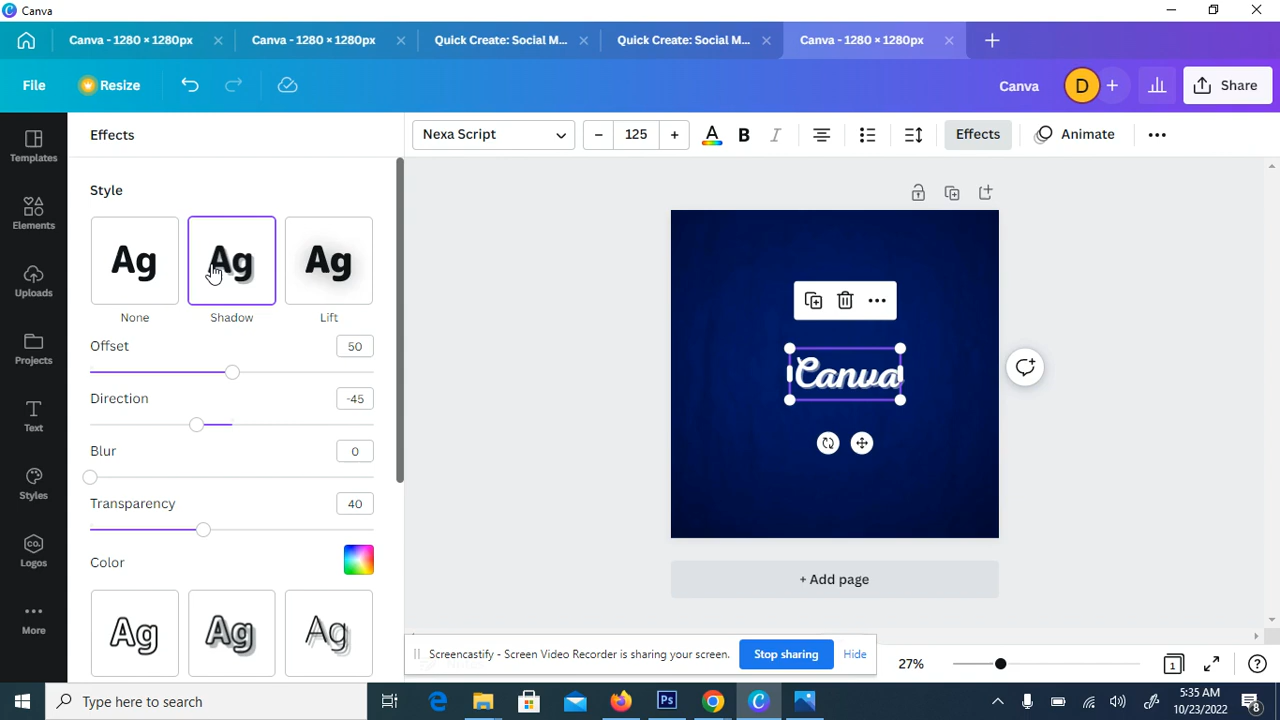 Canva
Canva - 1280 × 1280px
Canva - 1280 × 1280px
Quick Create: Social M...
Quick Create: Social M...
Canva - 1280 × 1280px
File
Resize
Canva
D
Share
Templates
Elements
Uploads
Projects
Text
Styles
CO.
Logos
More
Effects
Style
Ag
Ag
Ag
None
Shadow
Lift
Offset
50
Direction
-45
Blur
0
Transparency
40
Color
Ag
Ag
Ag
Nexa Script
125
A
B
I
Effects
Animate
Canva
+ Add page
Screencastify - Screen Video Recorder is sharing your screen.
Stop sharing
Hide
27%
1
?
Type here to search
Ps
5:35 AM
10/23/2022
8